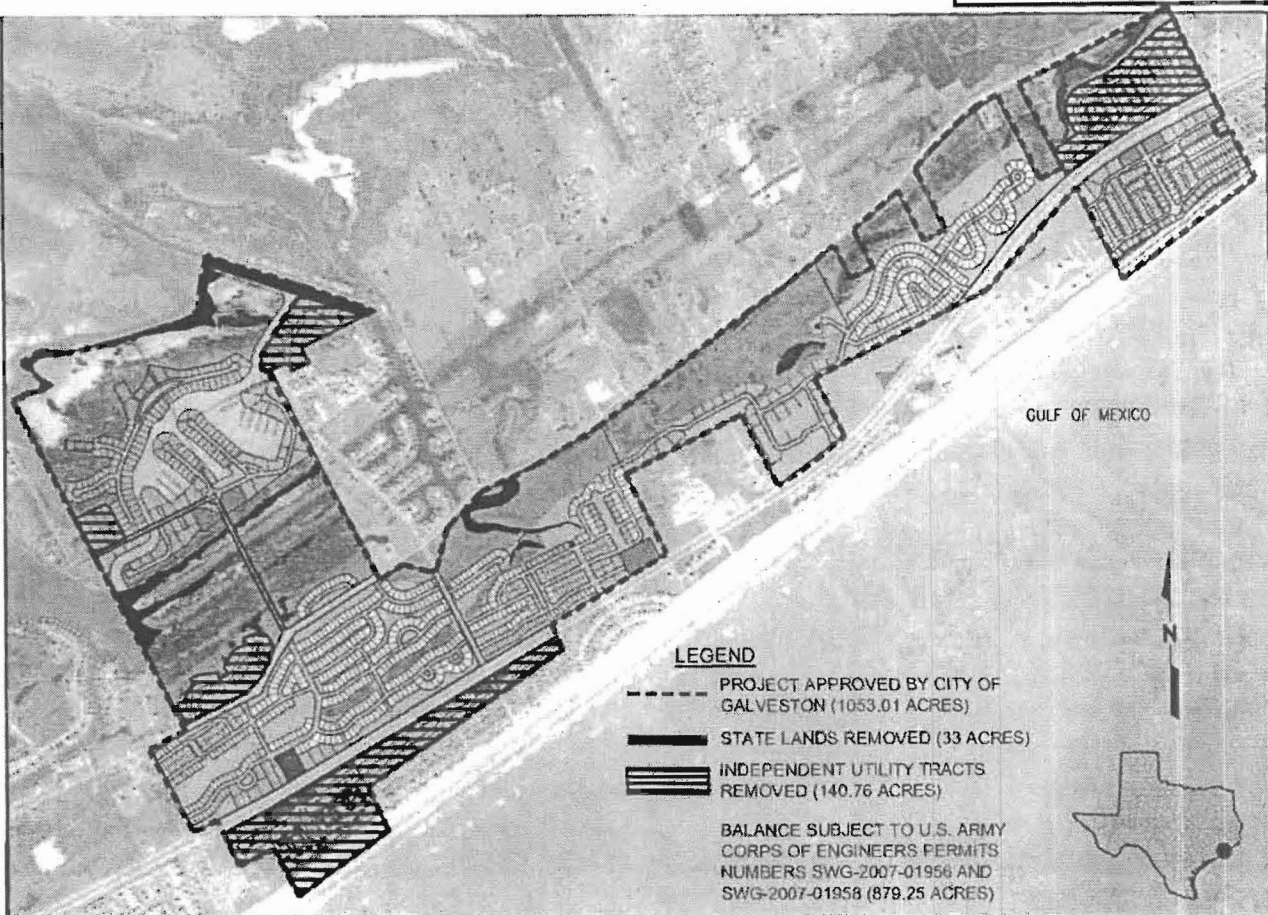 GULF OF MEXICO
N
LEGEND
PROJECT APPROVED BY CITY OF
GALVESTON (1053.01 ACRES)
STATE LANDS REMOVED (33 ACRES)
INDEPENDENT UTILITY TRACTS
REMOVED (140.76 ACRES)
BALANCE SUBJECT TO U.S. ARMY
CORPS OF ENGINEERS PERMITS
NUMBERS SWG-2007-01956 AND
SWG-2007-01958 (879.25 ACRES)